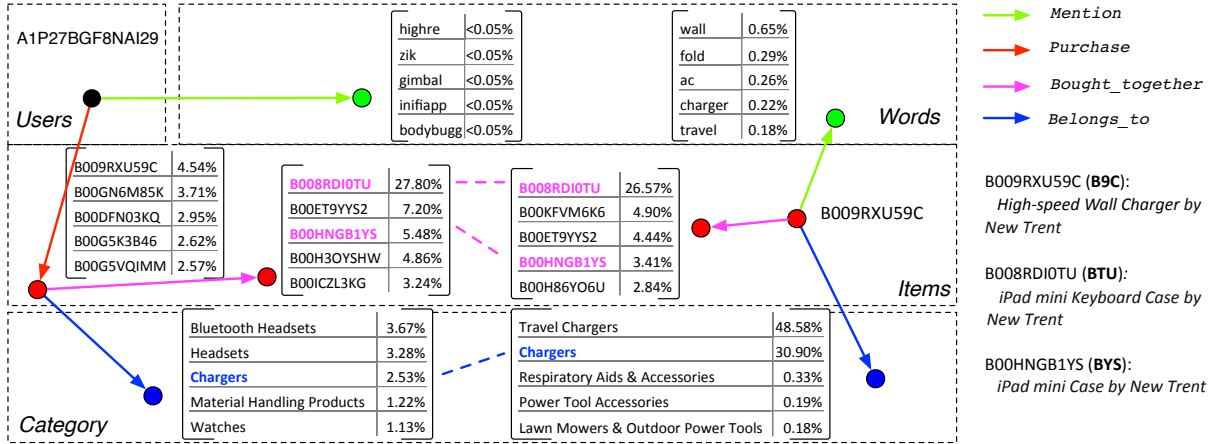 A1P27BGF8NAI29
Users
highre <0.05%
zik <0.05%
gimbal <0.05%
inifiapp <0.05%
bodybugg <0.05%
wall 0.65%
fold 0.29%
ac 0.26%
charger 0.22%
travel 0.18%
Words
Mention
Purchase
Bought_together
Belongs_to
B009RXU59C 4.54%
B00GN6M85K 3.71%
B00DFN03KQ 2.95%
B00G5K3B46 2.62%
B00G5VQIMM 2.57%
B008RDI0TU 27.80%
B00ET9YYS2 7.20%
B00HNGB1YS 5.48%
B00H3OYSHW 4.86%
B00ICZL3KG 3.24%
B008RDI0TU 26.57%
B00KFVM6K6 4.90%
B00ET9YYS2 4.44%
B00HNGB1YS 3.41%
B00H86YO6U 2.84%
B009RXU59C
Items
B009RXU59C (B9C):
High-speed Wall Charger by
New Trent
B008RDI0TU (BTU):
iPad mini Keyboard Case by
New Trent
B00HNGB1YS (BYS):
iPad mini Case by New Trent
Bluetooth Headsets 3.67%
Headsets 3.28%
Chargers 2.53%
Material Handling Products 1.22%
Watches 1.13%
Travel Chargers 48.58%
Chargers 30.90%
Respiratory Aids & Accessories 0.33%
Power Tool Accessories 0.19%
Lawn Mowers & Outdoor Power Tools 0.18%
Category